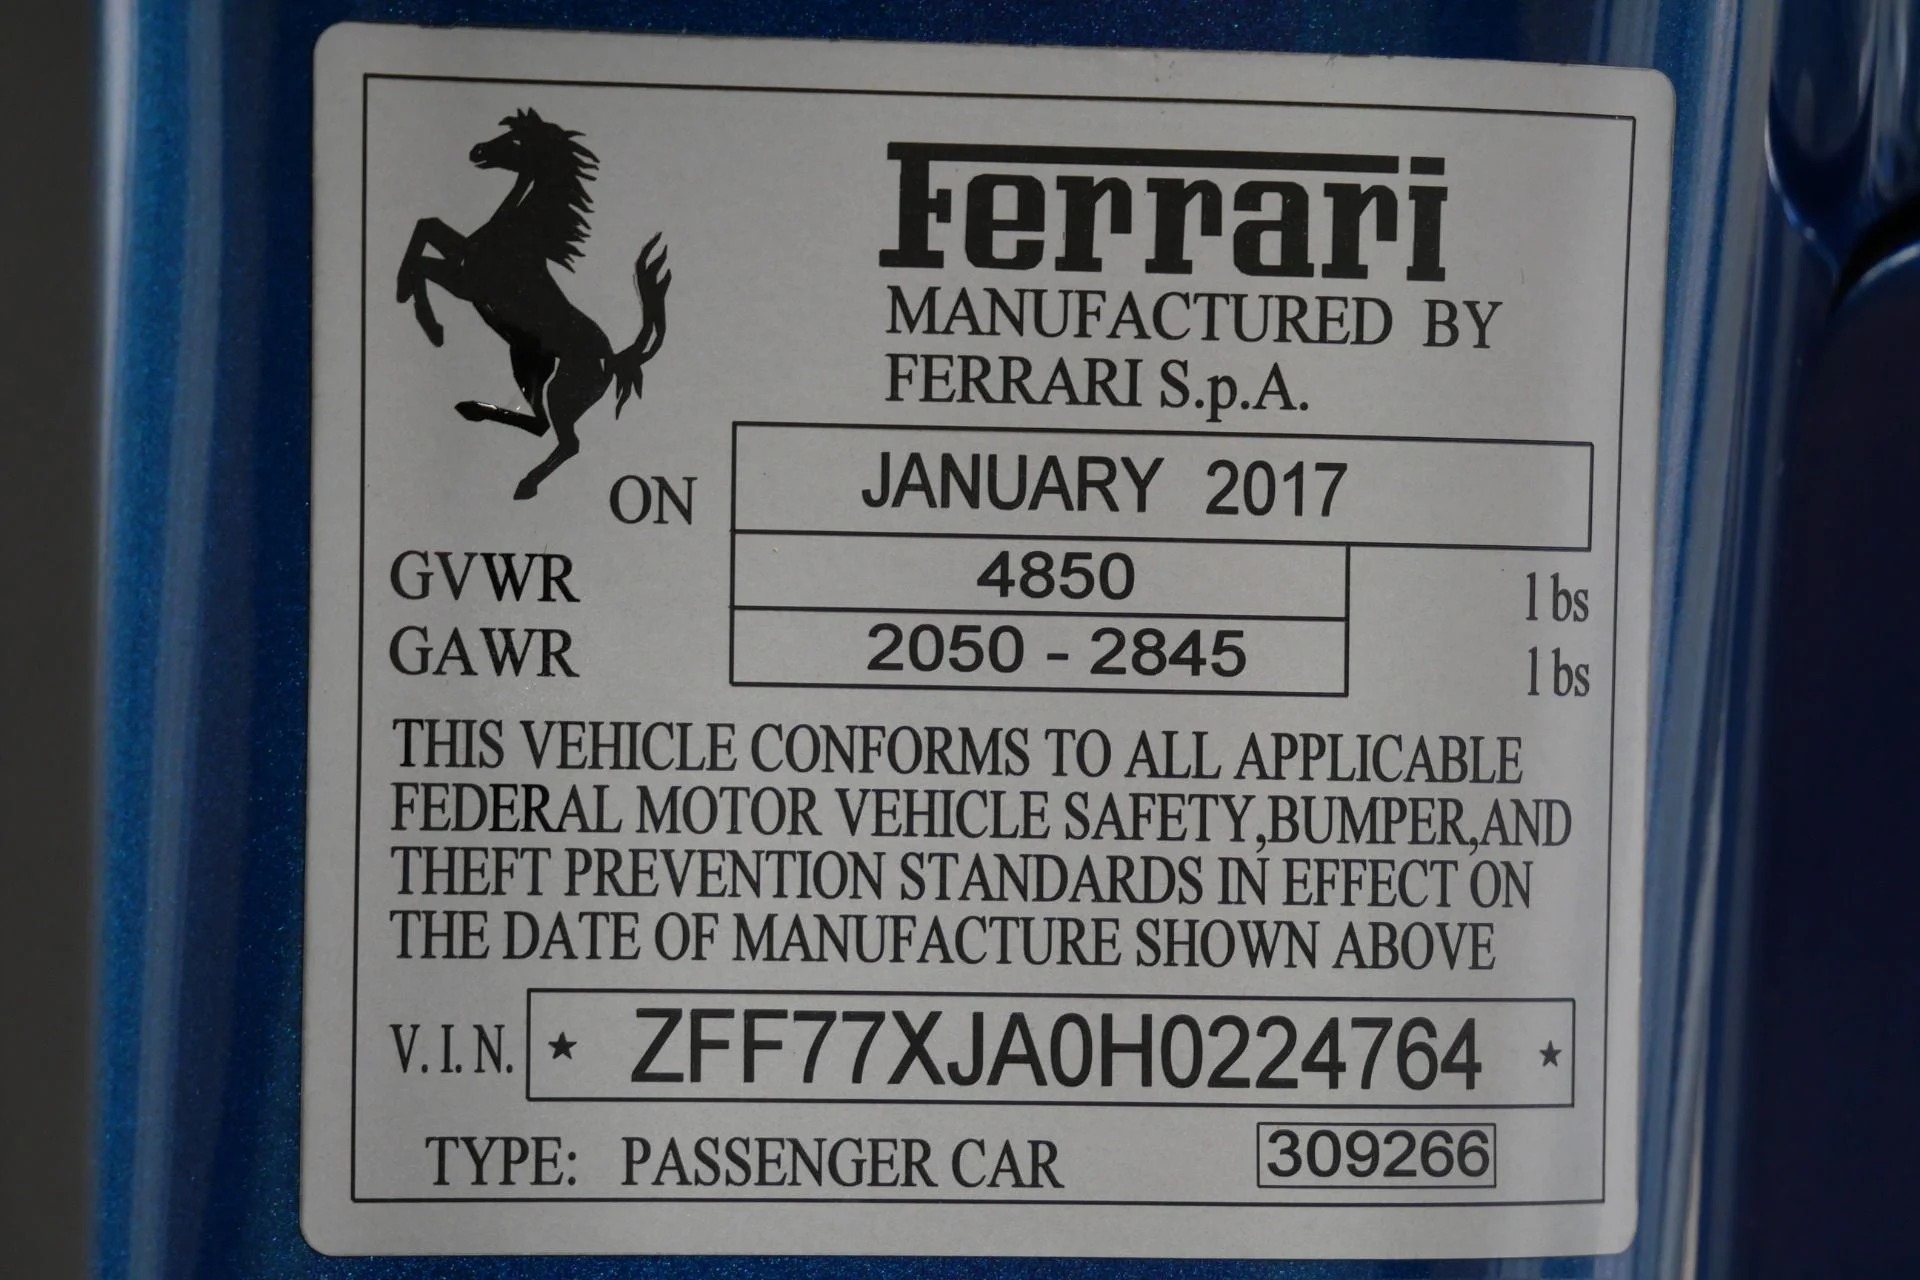 Ferrari
MANUFACTURED BY
FERRARI S.p.A.
ON JANUARY 2017
GVWR 4850 lbs
GAWR 2050 - 2845 lbs
THIS VEHICLE CONFORMS TO ALL APPLICABLE
FEDERAL MOTOR VEHICLE SAFETY,BUMPER,AND
THEFT PREVENTION STANDARDS IN EFFECT ON
THE DATE OF MANUFACTURE SHOWN ABOVE
V.I.N. ★ ZFF77XJA0H0224764 ★
TYPE: PASSENGER CAR 309266